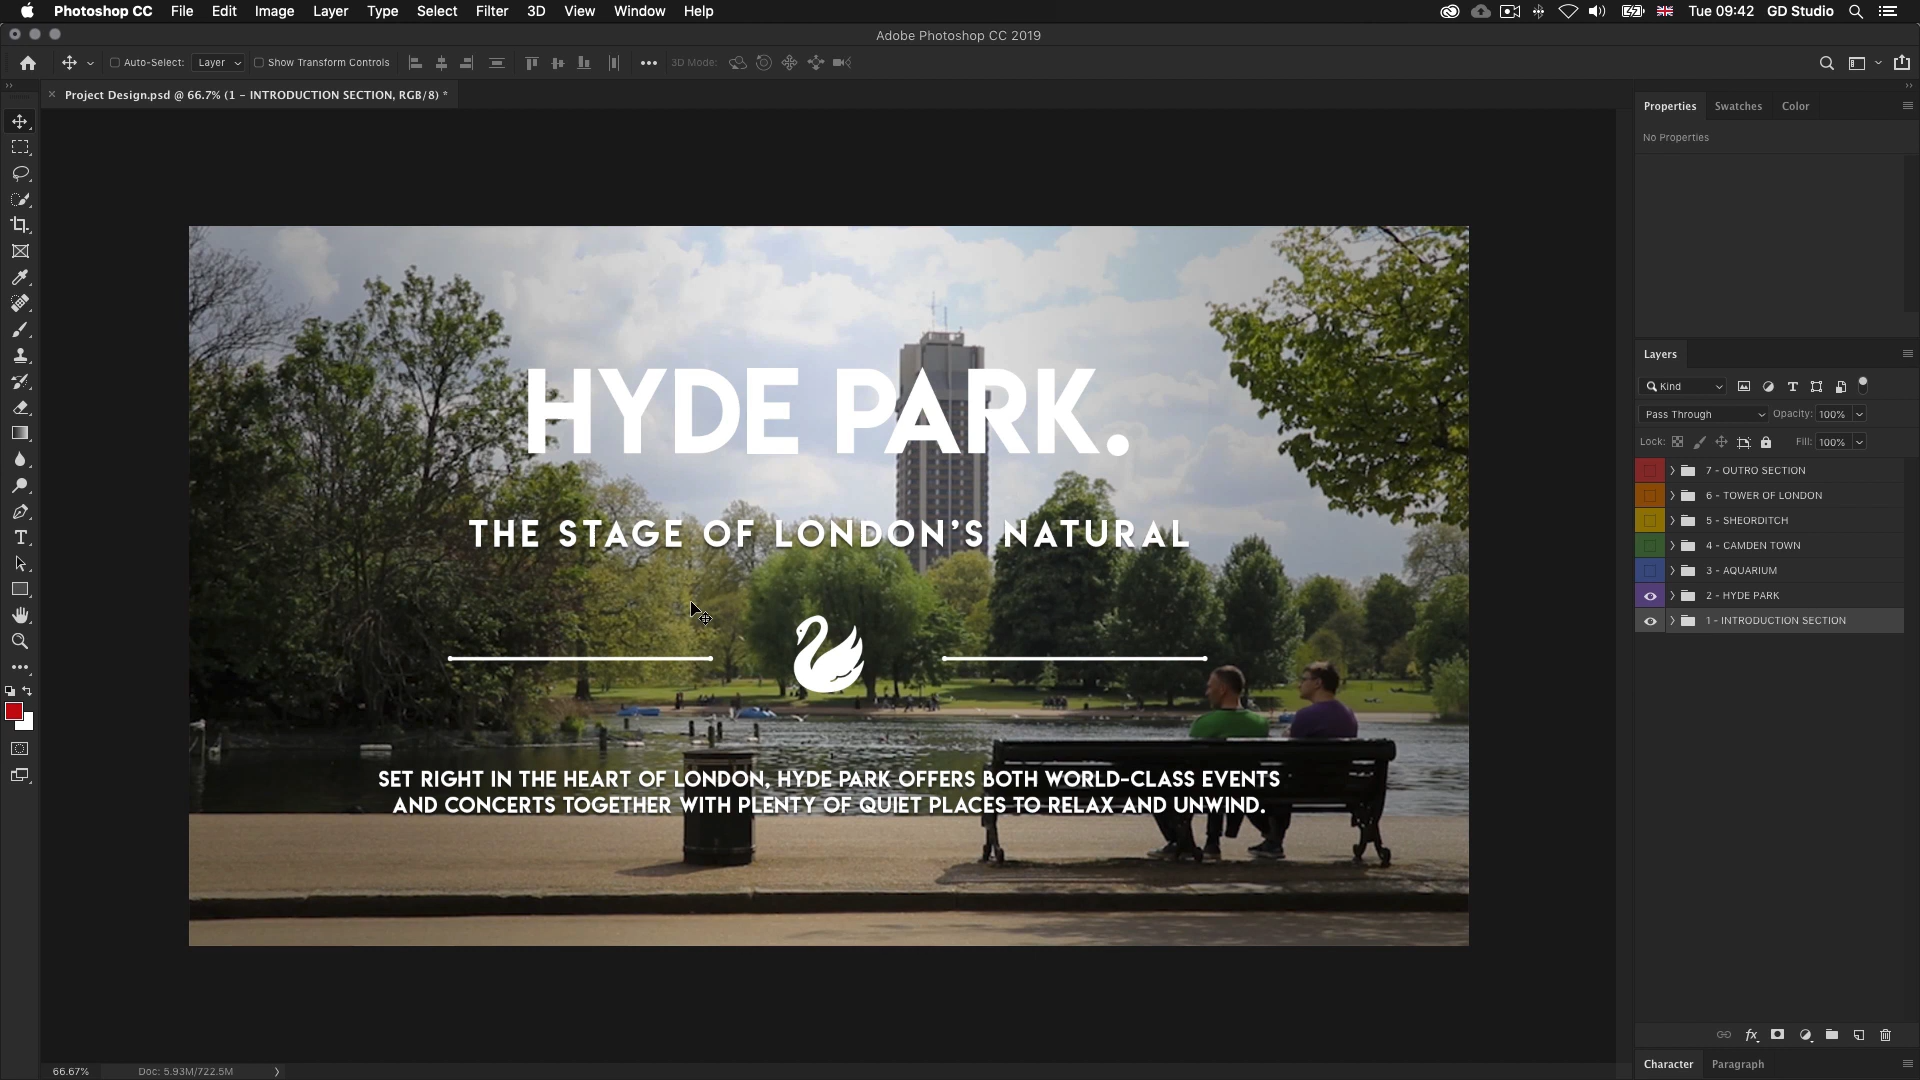 Photoshop CC File Edit Image Layer Type Select Filter 3D View Window Help Tue 09:42 GD Studio
Adobe Photoshop CC 2019
Auto-Select: Layer Show Transform Controls 3D Mode:
Project Design.psd @ 66.7% (1 - INTRODUCTION SECTION, RGB/8) *
Properties Swatches Color
No Properties
HYDE PARK.
THE STAGE OF LONDON'S NATURAL
SET RIGHT IN THE HEART OF LONDON, HYDE PARK OFFERS BOTH WORLD-CLASS EVENTS
AND CONCERTS TOGETHER WITH PLENTY OF QUIET PLACES TO RELAX AND UNWIND.
Layers
Kind
Pass Through Opacity: 100%
Lock: Fill: 100%
7 - OUTRO SECTION
6 - TOWER OF LONDON
5 - SHEORDITCH
4 - CAMDEN TOWN
3 - AQUARIUM
2 - HYDE PARK
1 - INTRODUCTION SECTION
Character Paragraph
66.67% Doc: 5.93M/722.5M